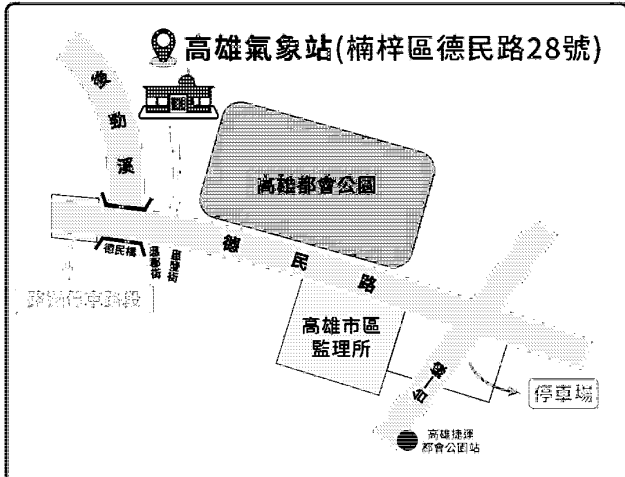 高雄氣象站(楠梓區德民路28號)
高雄都會公園
德民橋
德民路
高雄市區
監理所
台一線
停車場
高雄捷運
都會公園站